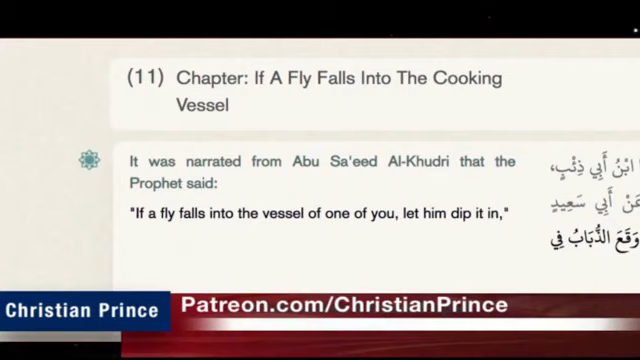 (11) Chapter: If A Fly Falls Into The Cooking
Vessel
It was narrated from Abu Sa'eed Al-Khudri that the
Prophet said:
"If a fly falls into the vessel of one of you, let him dip it in,"
ابْنُ أَبِي ذِئْبٍ،
عَنْ أَبِي سَعِيدٍ
وَقَعَ الذُّبَابُ فِي
Christian Prince
Patreon.com/ChristianPrince